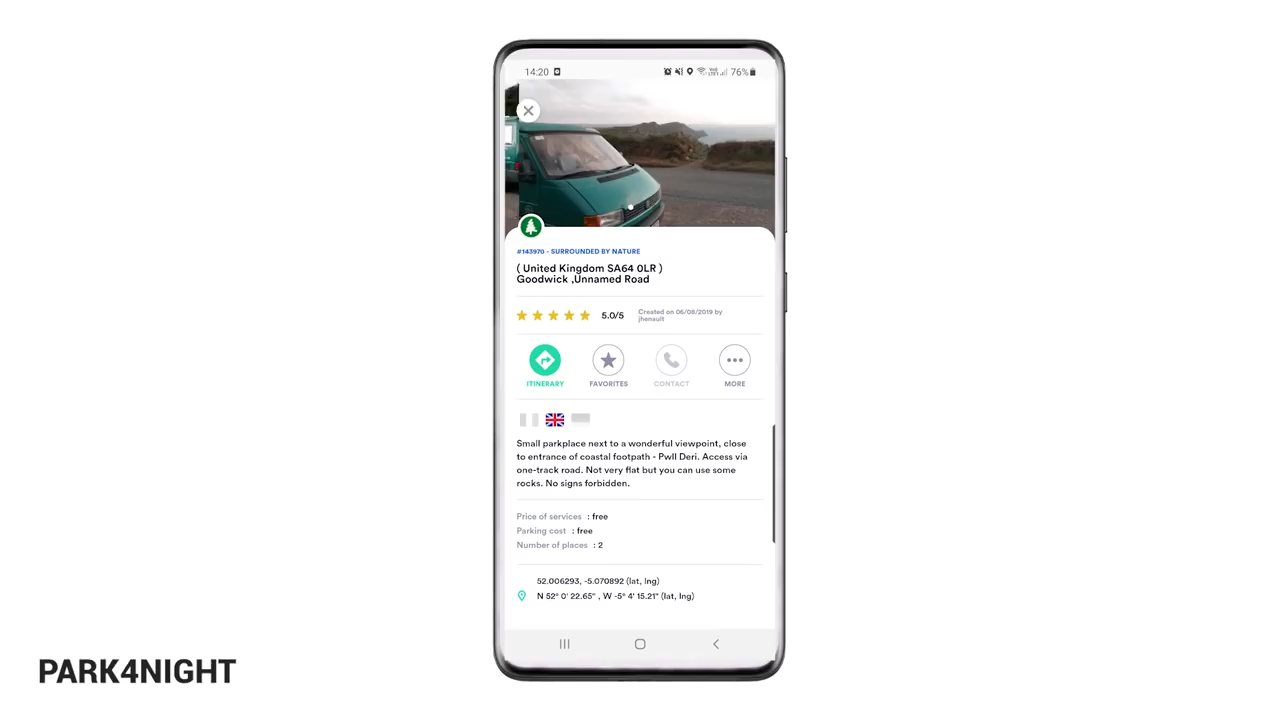 14:20
76%
#143970 - SURROUNDED BY NATURE
( United Kingdom SA64 0LR )
Goodwick ,Unnamed Road
5.0/5
Created on 06/08/2019 by
jhenault
ITINERARY
FAVORITES
CONTACT
MORE
Small parkplace next to a wonderful viewpoint, close
to entrance of coastal footpath - Pwll Deri. Access via
one-track road. Not very flat but you can use some
rocks. No signs forbidden.
Price of services : free
Parking cost : free
Number of places : 2
52.006293, -5.070892 (lat, lng)
N 52° 0' 22.65" , W -5° 4' 15.21" (lat, lng)
PARK4NIGHT